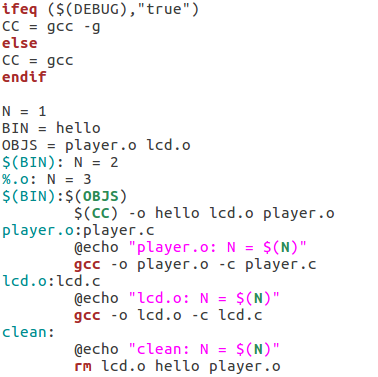 ifeq ($(DEBUG),"true")
CC = gcc -g
else
CC = gcc
endif

N = 1
BIN = hello
OBJS = player.o lcd.o
$(BIN): N = 2
%.o: N = 3
$(BIN):$(OBJS)
        $(CC) -o hello lcd.o player.o
player.o:player.c
        @echo "player.o: N = $(N)"
        gcc -o player.o -c player.c
lcd.o:lcd.c
        @echo "lcd.o: N = $(N)"
        gcc -o lcd.o -c lcd.c
clean:
        @echo "clean: N = $(N)"
        rm lcd.o hello player.o